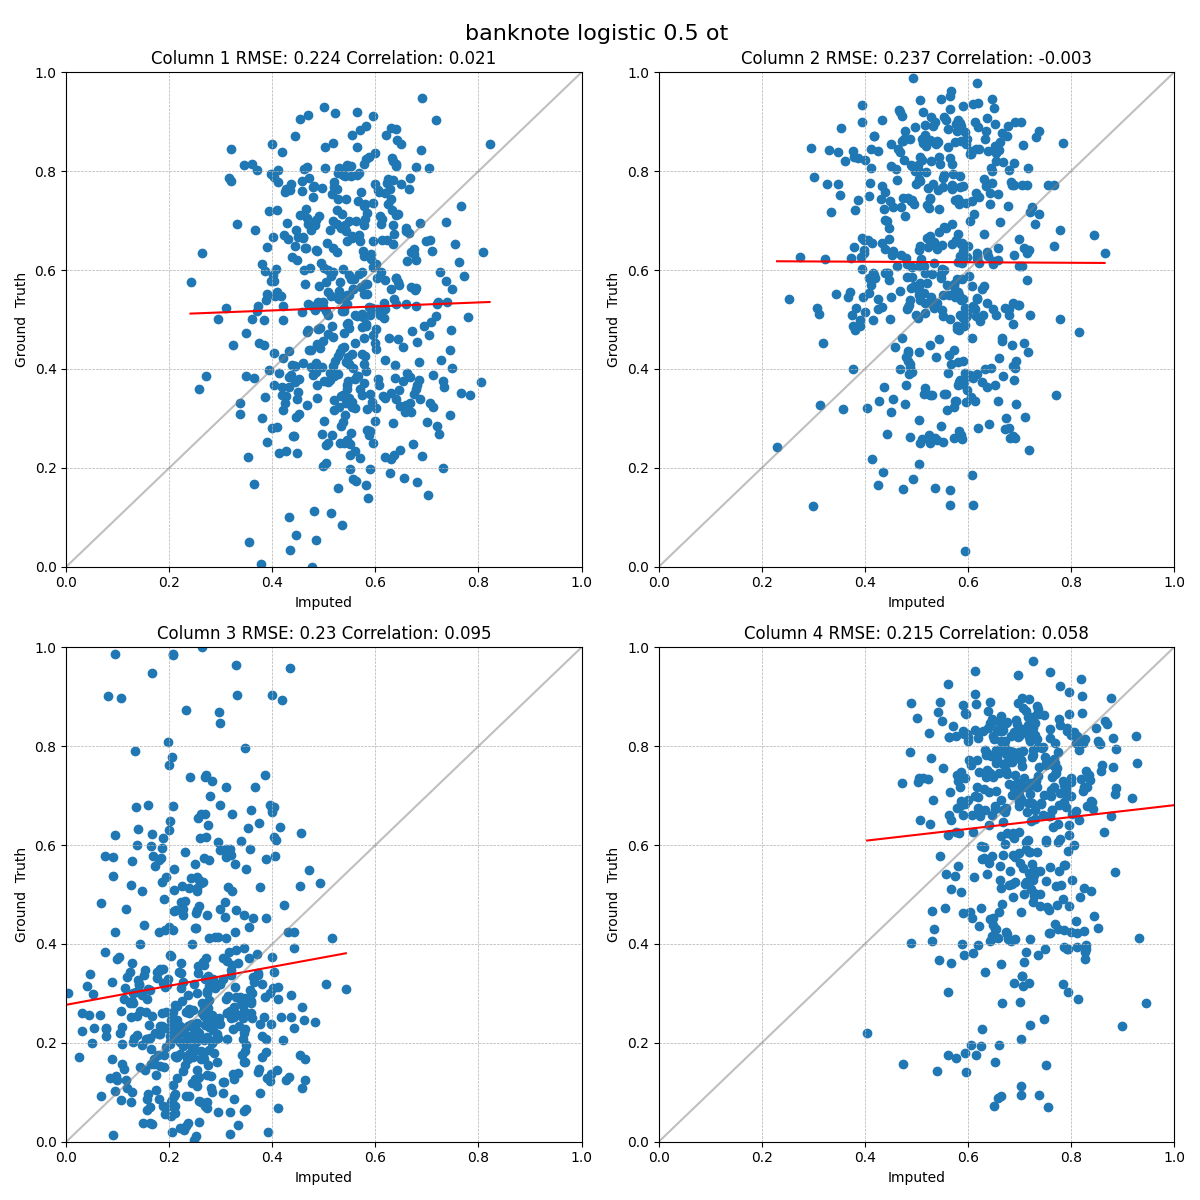 banknote logistic 0.5 ot
Column 1 RMSE: 0.224 Correlation: 0.021
1.0
0.8
0.6
0.4
0.2
0.0
Ground Truth
0.0 0.2 0.4 0.6 0.8 1.0
Imputed
Column 2 RMSE: 0.237 Correlation: -0.003
1.0
0.8
0.6
0.4
0.2
0.0
Ground Truth
0.0 0.2 0.4 0.6 0.8 1.0
Imputed
Column 3 RMSE: 0.23 Correlation: 0.095
1.0
0.8
0.6
0.4
0.2
0.0
Ground Truth
0.0 0.2 0.4 0.6 0.8 1.0
Imputed
Column 4 RMSE: 0.215 Correlation: 0.058
1.0
0.8
0.6
0.4
0.2
0.0
Ground Truth
0.0 0.2 0.4 0.6 0.8 1.0
Imputed